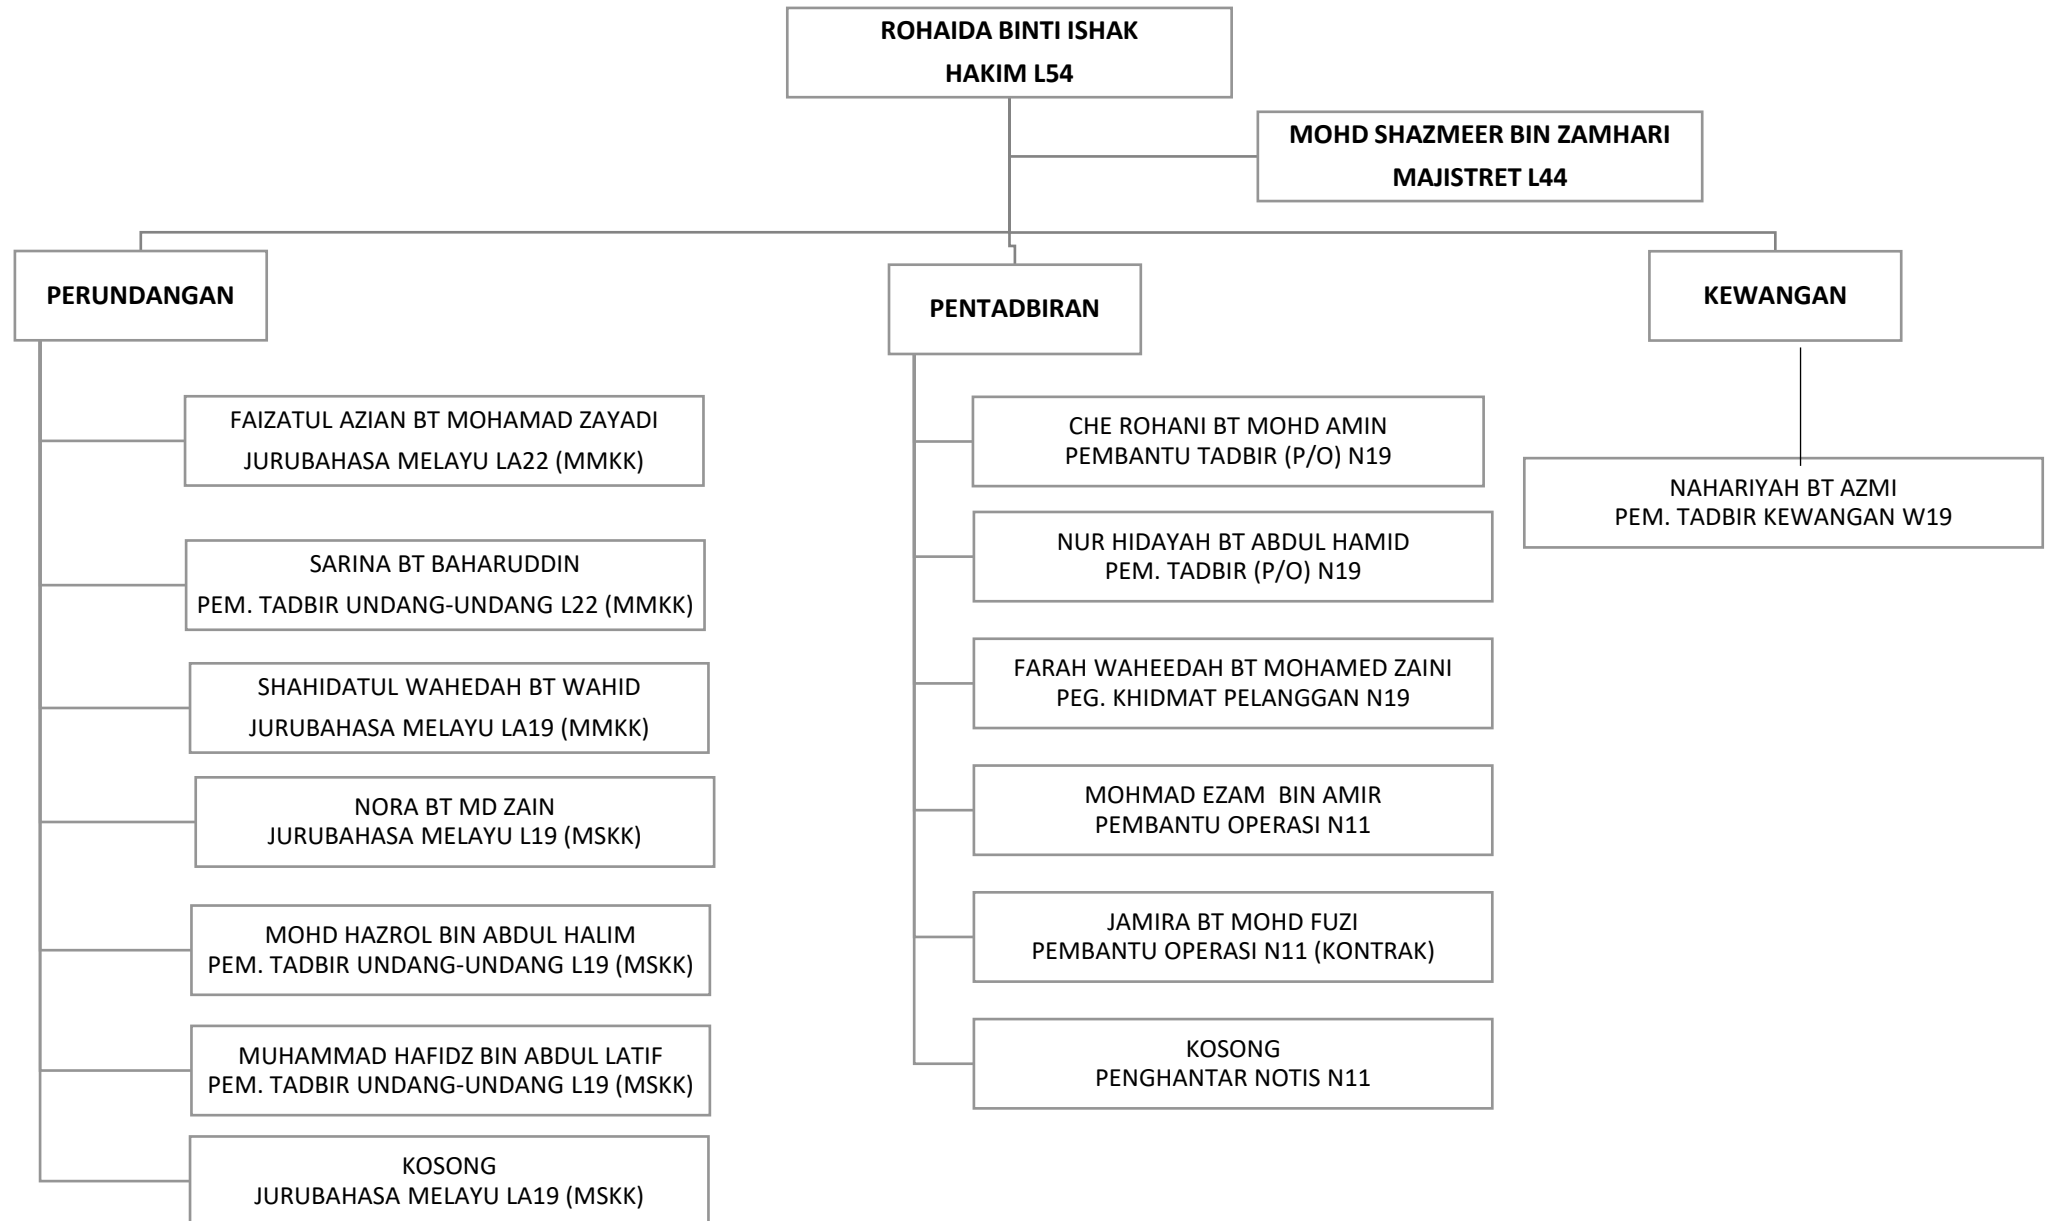 ROHAIDA BINTI ISHAK
HAKIM L54
MOHD SHAZMEER BIN ZAMHARI
MAJISTRET L44
PERUNDANGAN
FAIZATUL AZIAN BT MOHAMAD ZAYADI
JURUBAHASA MELAYU LA22 (MMKK)
SARINA BT BAHARUDDIN
PEM. TADBIR UNDANG-UNDANG L22 (MMKK)
SHAHIDATUL WAHEDAH BT WAHID
JURUBAHASA MELAYU LA19 (MMKK)
NORA BT MD ZAIN
JURUBAHASA MELAYU L19 (MSKK)
MOHD HAZROL BIN ABDUL HALIM
PEM. TADBIR UNDANG-UNDANG L19 (MSKK)
MUHAMMAD HAFIDZ BIN ABDUL LATIF
PEM. TADBIR UNDANG-UNDANG L19 (MSKK)
KOSONG
JURUBAHASA MELAYU LA19 (MSKK)
PENTADBIRAN
CHE ROHANI BT MOHD AMIN
PEMBANTU TADBIR (P/O) N19
NUR HIDAYAH BT ABDUL HAMID
PEM. TADBIR (P/O) N19
FARAH WAHEEDAH BT MOHAMED ZAINI
PEG. KHIDMAT PELANGGAN N19
MOHMAD EZAM  BIN AMIR
PEMBANTU OPERASI N11
JAMIRA BT MOHD FUZI
PEMBANTU OPERASI N11 (KONTRAK)
KOSONG
PENGHANTAR NOTIS N11
KEWANGAN
NAHARIYAH BT AZMI
PEM. TADBIR KEWANGAN W19